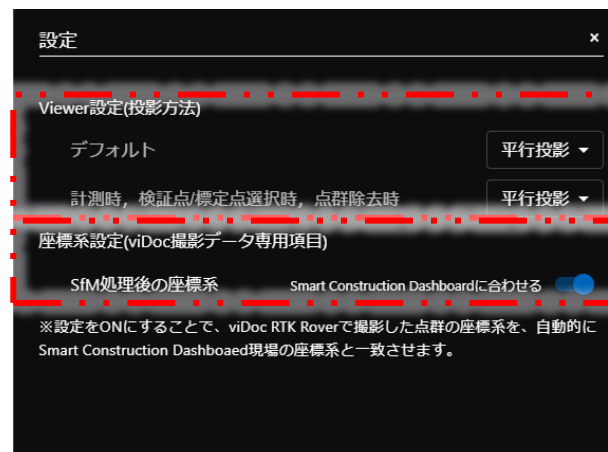 設定 ×
Viewer設定(投影方法)
デフォルト 平行投影
計測時，検証点/標定点選択時，点群除去時 平行投影
座標系設定(viDoc撮影データ専用項目)
SfM処理後の座標系 Smart Construction Dashboardに合わせる
※設定をONにすることで、viDoc RTK Roverで撮影した点群の座標系を、自動的に
Smart Construction Dashboaed現場の座標系と一致させます。